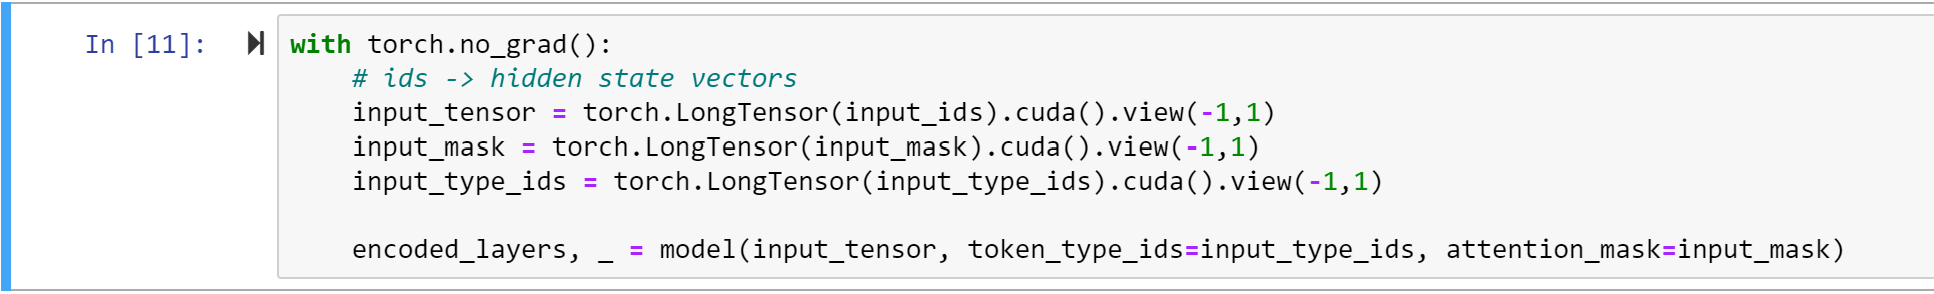 In [11]:
with torch.no_grad():
    # ids -> hidden state vectors
    input_tensor = torch.LongTensor(input_ids).cuda().view(-1,1)
    input_mask = torch.LongTensor(input_mask).cuda().view(-1,1)
    input_type_ids = torch.LongTensor(input_type_ids).cuda().view(-1,1)
    encoded_layers, _ = model(input_tensor, token_type_ids=input_type_ids, attention_mask=input_mask)